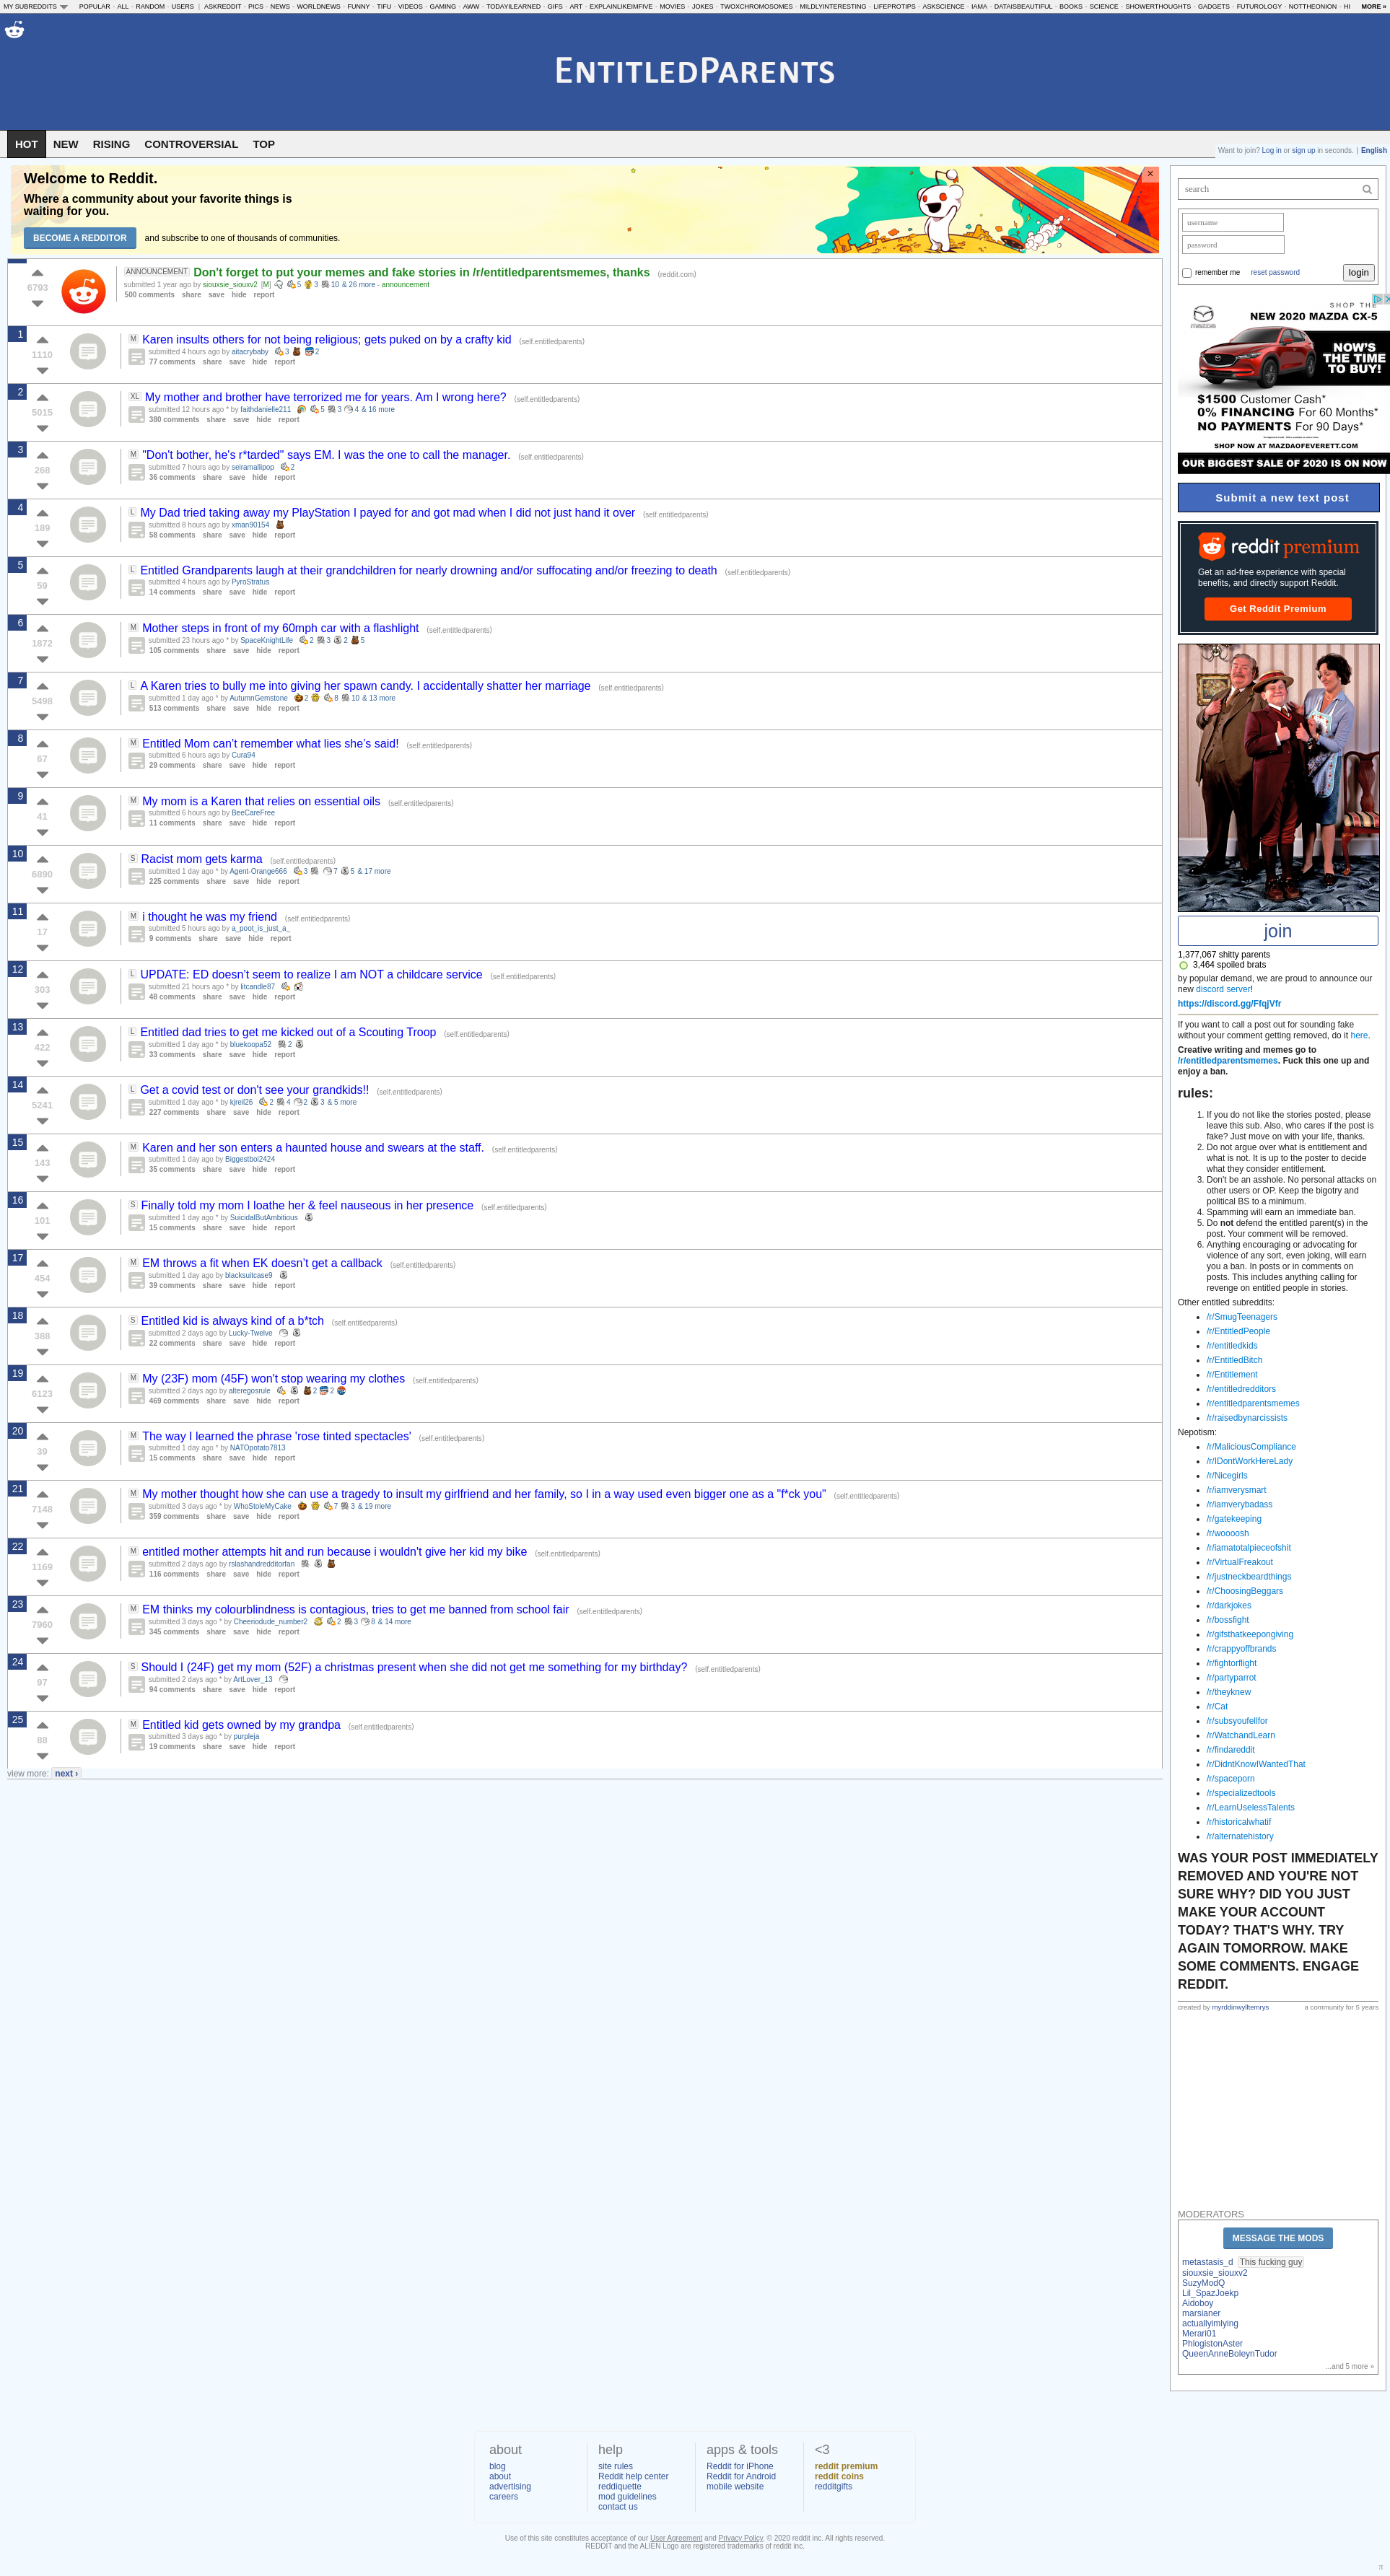 MY SUBREDDITS POPULAR - ALL - RANDOM - USERS | ASKREDDIT - PICS - NEWS - WORLDNEWS - FUNNY - TIFU - VIDEOS - GAMING - AWW - TODAYILEARNED - GIFS - ART - EXPLAINLIKEIMFIVE - MOVIES - JOKES - TWOXCHROMOSOMES - MILDLYINTERESTING - LIFEPROTIPS - ASKSCIENCE - IAMA - DATAISBEAUTIFUL - BOOKS - SCIENCE - SHOWERTHOUGHTS - GADGETS - FUTUROLOGY - NOTTHEONION - HI MORE »
ENTITLEDPARENTS
HOT NEW RISING CONTROVERSIAL TOP
Want to join? Log in or sign up in seconds. | English
Welcome to Reddit.
Where a community about your favorite things is
waiting for you.
BECOME A REDDITOR and subscribe to one of thousands of communities.
6793
ANNOUNCEMENT Don't forget to put your memes and fake stories in /r/entitledparentsmemes, thanks (reddit.com)
submitted 1 year ago by siouxsie_siouxv2 [M] 5 3 10 & 26 more - announcement
500 comments share save hide report
1
1110
M Karen insults others for not being religious; gets puked on by a crafty kid (self.entitledparents)
submitted 4 hours ago by aitacrybaby 3 2
77 comments share save hide report
2
5015
XL My mother and brother have terrorized me for years. Am I wrong here? (self.entitledparents)
submitted 12 hours ago * by faithdanielle211 5 3 4 & 16 more
380 comments share save hide report
3
268
M "Don't bother, he's r*tarded" says EM. I was the one to call the manager. (self.entitledparents)
submitted 7 hours ago by seiramallipop 2
36 comments share save hide report
4
189
L My Dad tried taking away my PlayStation I payed for and got mad when I did not just hand it over (self.entitledparents)
submitted 8 hours ago by xman90154
58 comments share save hide report
5
59
L Entitled Grandparents laugh at their grandchildren for nearly drowning and/or suffocating and/or freezing to death (self.entitledparents)
submitted 4 hours ago by PyroStratus
14 comments share save hide report
6
1872
M Mother steps in front of my 60mph car with a flashlight (self.entitledparents)
submitted 23 hours ago * by SpaceKnightLife 2 3 2 5
105 comments share save hide report
7
5498
L A Karen tries to bully me into giving her spawn candy. I accidentally shatter her marriage (self.entitledparents)
submitted 1 day ago * by AutumnGemstone 2 8 10 & 13 more
513 comments share save hide report
8
67
M Entitled Mom can't remember what lies she's said! (self.entitledparents)
submitted 6 hours ago by Cura94
29 comments share save hide report
9
41
M My mom is a Karen that relies on essential oils (self.entitledparents)
submitted 6 hours ago by BeeCareFree
11 comments share save hide report
10
6890
S Racist mom gets karma (self.entitledparents)
submitted 1 day ago * by Agent-Orange666 3 7 5 & 17 more
225 comments share save hide report
11
17
M i thought he was my friend (self.entitledparents)
submitted 5 hours ago by a_poot_is_just_a_
9 comments share save hide report
12
303
L UPDATE: ED doesn't seem to realize I am NOT a childcare service (self.entitledparents)
submitted 21 hours ago * by litcandle87
48 comments share save hide report
13
422
L Entitled dad tries to get me kicked out of a Scouting Troop (self.entitledparents)
submitted 1 day ago * by bluekoopa52 2
33 comments share save hide report
14
5241
L Get a covid test or don't see your grandkids!! (self.entitledparents)
submitted 1 day ago * by kjreil26 2 4 2 3 & 5 more
227 comments share save hide report
15
143
M Karen and her son enters a haunted house and swears at the staff. (self.entitledparents)
submitted 1 day ago by Biggestboi2424
35 comments share save hide report
16
101
S Finally told my mom I loathe her & feel nauseous in her presence (self.entitledparents)
submitted 1 day ago * by SuicidalButAmbitious
15 comments share save hide report
17
454
M EM throws a fit when EK doesn't get a callback (self.entitledparents)
submitted 1 day ago by blacksuitcase9
39 comments share save hide report
18
388
S Entitled kid is always kind of a b*tch (self.entitledparents)
submitted 2 days ago by Lucky-Twelve
22 comments share save hide report
19
6123
M My (23F) mom (45F) won't stop wearing my clothes (self.entitledparents)
submitted 2 days ago by alteregosrule 2 2
469 comments share save hide report
20
39
M The way I learned the phrase 'rose tinted spectacles' (self.entitledparents)
submitted 1 day ago * by NATOpotato7813
15 comments share save hide report
21
7148
M My mother thought how she can use a tragedy to insult my girlfriend and her family, so I in a way used even bigger one as a "f*ck you" (self.entitledparents)
submitted 3 days ago * by WhoStoleMyCake 7 3 & 19 more
359 comments share save hide report
22
1169
M entitled mother attempts hit and run because i wouldn't give her kid my bike (self.entitledparents)
submitted 2 days ago by rslashandredditorfan
116 comments share save hide report
23
7960
M EM thinks my colourblindness is contagious, tries to get me banned from school fair (self.entitledparents)
submitted 3 days ago * by Cheeriodude_number2 2 3 8 & 14 more
345 comments share save hide report
24
97
S Should I (24F) get my mom (52F) a christmas present when she did not get me something for my birthday? (self.entitledparents)
submitted 2 days ago * by ArtLover_13
94 comments share save hide report
25
88
M Entitled kid gets owned by my grandpa (self.entitledparents)
submitted 3 days ago * by purpleja
19 comments share save hide report
view more: next ›
search
username
password
remember me reset password login
SHOP THE
NEW 2020 MAZDA CX-5
mazda
NOW'S
THE TIME
TO BUY!
$1500 Customer Cash*
0% FINANCING For 60 Months*
NO PAYMENTS For 90 Days*
SHOP NOW AT MAZDAOFEVERETT.COM
OUR BIGGEST SALE OF 2020 IS ON NOW
Submit a new text post
reddit premium
Get an ad-free experience with special
benefits, and directly support Reddit.
Get Reddit Premium
join
1,377,067 shitty parents
3,464 spoiled brats
by popular demand, we are proud to announce our
new discord server!
https://discord.gg/FfqjVfr
If you want to call a post out for sounding fake
without your comment getting removed, do it here.
Creative writing and memes go to
/r/entitledparentsmemes. Fuck this one up and
enjoy a ban.
rules:
1. If you do not like the stories posted, please
leave this sub. Also, who cares if the post is
fake? Just move on with your life, thanks.
2. Do not argue over what is entitlement and
what is not. It is up to the poster to decide
what they consider entitlement.
3. Don't be an asshole. No personal attacks on
other users or OP. Keep the bigotry and
political BS to a minimum.
4. Spamming will earn an immediate ban.
5. Do not defend the entitled parent(s) in the
post. Your comment will be removed.
6. Anything encouraging or advocating for
violence of any sort, even joking, will earn
you a ban. In posts or in comments on
posts. This includes anything calling for
revenge on entitled people in stories.
Other entitled subreddits:
/r/SmugTeenagers
/r/EntitledPeople
/r/entitledkids
/r/EntitledBitch
/r/Entitlement
/r/entitledredditors
/r/entitledparentsmemes
/r/raisedbynarcissists
Nepotism:
/r/MaliciousCompliance
/r/IDontWorkHereLady
/r/Nicegirls
/r/iamverysmart
/r/iamverybadass
/r/gatekeeping
/r/woooosh
/r/iamatotalpieceofshit
/r/VirtualFreakout
/r/justneckbeardthings
/r/ChoosingBeggars
/r/darkjokes
/r/bossfight
/r/gifsthatkeepongiving
/r/crappyoffbrands
/r/fightorflight
/r/partyparrot
/r/theyknew
/r/Cat
/r/subsyoufellfor
/r/WatchandLearn
/r/findareddit
/r/DidntKnowIWantedThat
/r/spaceporn
/r/specializedtools
/r/LearnUselessTalents
/r/historicalwhatif
/r/alternatehistory
WAS YOUR POST IMMEDIATELY
REMOVED AND YOU'RE NOT
SURE WHY? DID YOU JUST
MAKE YOUR ACCOUNT
TODAY? THAT'S WHY. TRY
AGAIN TOMORROW. MAKE
SOME COMMENTS. ENGAGE
REDDIT.
created by myrddinwylltemrys a community for 5 years
MODERATORS
MESSAGE THE MODS
metastasis_d This fucking guy
siouxsie_siouxv2
SuzyModQ
Lil_SpazJoekp
Aidoboy
marsianer
actuallyimlying
Merari01
PhlogistonAster
QueenAnneBoleynTudor
...and 5 more »
about
blog
about
advertising
careers
help
site rules
Reddit help center
reddiquette
mod guidelines
contact us
apps & tools
Reddit for iPhone
Reddit for Android
mobile website
<3
reddit premium
reddit coins
redditgifts
Use of this site constitutes acceptance of our User Agreement and Privacy Policy. © 2020 reddit inc. All rights reserved.
REDDIT and the ALIEN Logo are registered trademarks of reddit inc.
π